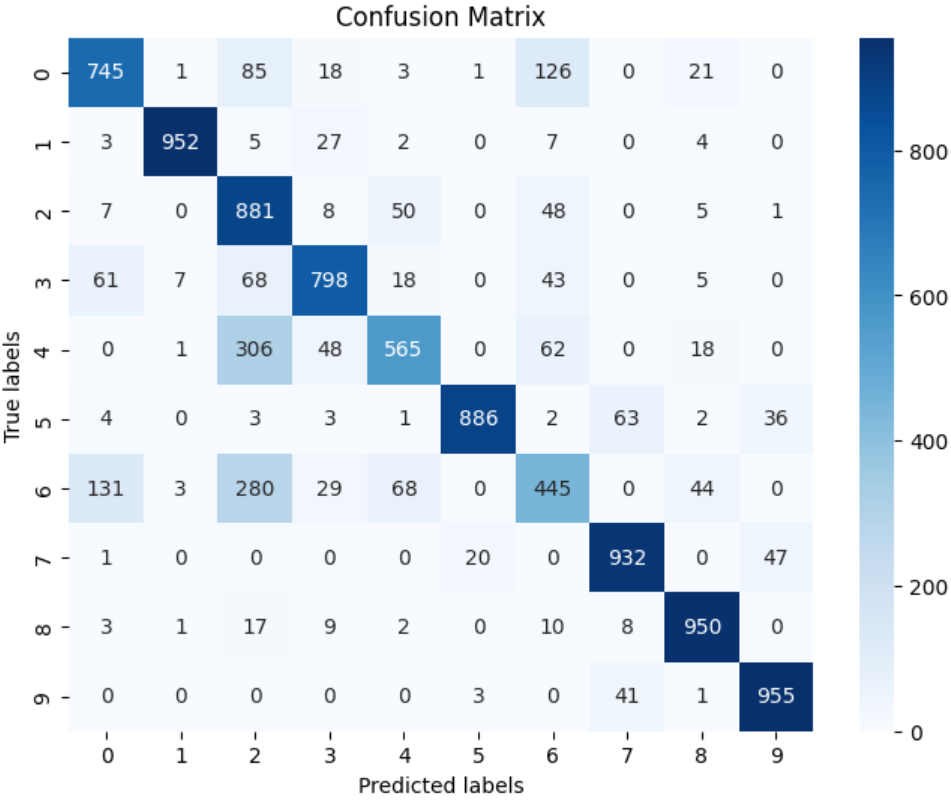 Confusion Matrix
0 745 1 85 18 3 1 126 0 21 0
1 3 952 5 27 2 0 7 0 4 0
2 7 0 881 8 50 0 48 0 5 1
3 61 7 68 798 18 0 43 0 5 0
4 0 1 306 48 565 0 62 0 18 0
5 4 0 3 3 1 886 2 63 2 36
6 131 3 280 29 68 0 445 0 44 0
7 1 0 0 0 0 20 0 932 0 47
8 3 1 17 9 2 0 10 8 950 0
9 0 0 0 0 0 3 0 41 1 955
0 1 2 3 4 5 6 7 8 9
Predicted labels
True labels
800
600
400
200
0